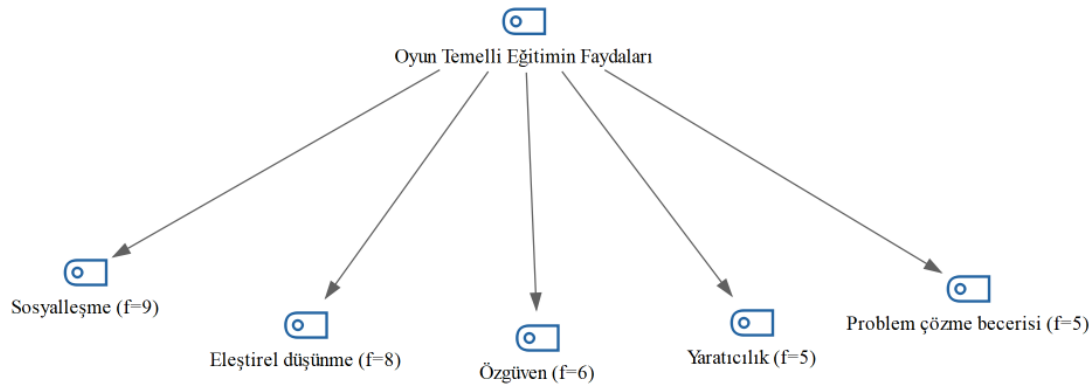 Oyun Temelli Eğitimin Faydaları
Sosyalleşme (f=9)
Eleştirel düşünme (f=8)
Özgüven (f=6)
Yaratıcılık (f=5)
Problem çözme becerisi (f=5)